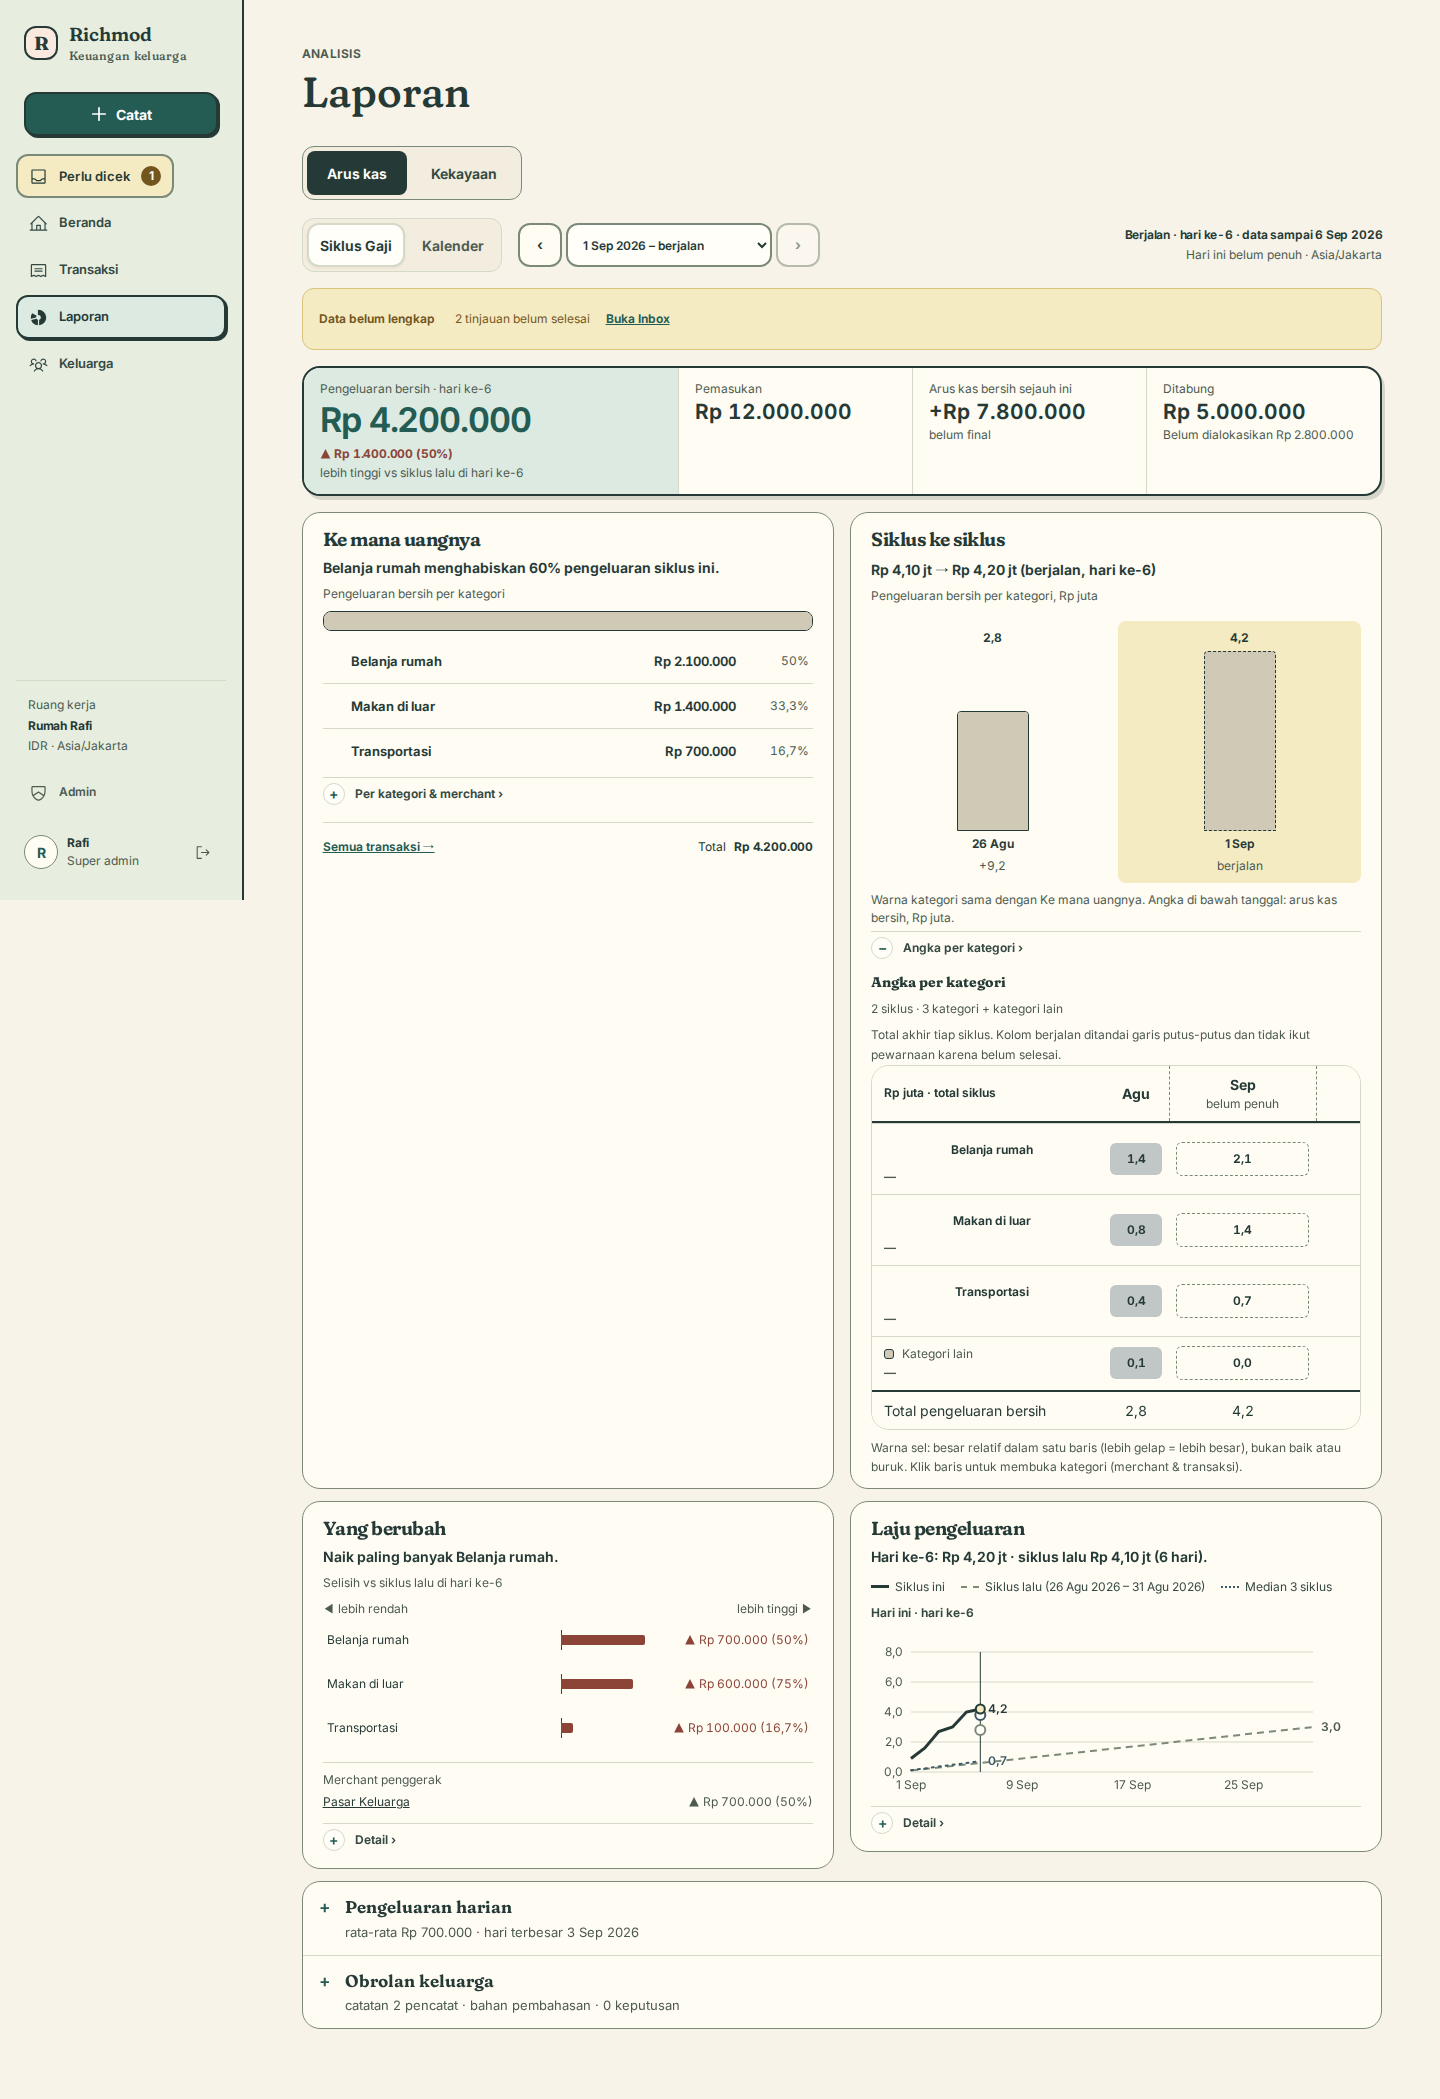 R
Richmod
Keuangan keluarga
+ Catat
Perlu dicek 1
Beranda
Transaksi
Laporan
Keluarga
Ruang kerja
Rumah Rafi
IDR · Asia/Jakarta
Admin
R
Rafi
Super admin
ANALISIS
Laporan
Arus kas
Kekayaan
Siklus Gaji
Kalender
‹
1 Sep 2026 – berjalan
›
Berjalan · hari ke-6 · data sampai 6 Sep 2026
Hari ini belum penuh · Asia/Jakarta
Data belum lengkap 2 tinjauan belum selesai Buka Inbox
Pengeluaran bersih · hari ke-6
Rp 4.200.000
▲ Rp 1.400.000 (50%)
lebih tinggi vs siklus lalu di hari ke-6
Pemasukan
Rp 12.000.000
Arus kas bersih sejauh ini
+Rp 7.800.000
belum final
Ditabung
Rp 5.000.000
Belum dialokasikan Rp 2.800.000
Ke mana uangnya
Belanja rumah menghabiskan 60% pengeluaran siklus ini.
Pengeluaran bersih per kategori
Belanja rumah Rp 2.100.000 50%
Makan di luar Rp 1.400.000 33,3%
Transportasi Rp 700.000 16,7%
+ Per kategori & merchant ›
Semua transaksi → Total Rp 4.200.000
Siklus ke siklus
Rp 4,10 jt → Rp 4,20 jt (berjalan, hari ke-6)
Pengeluaran bersih per kategori, Rp juta
2,8 4,2
26 Agu 1 Sep
+9,2 berjalan
Warna kategori sama dengan Ke mana uangnya. Angka di bawah tanggal: arus kas
bersih, Rp juta.
− Angka per kategori ›
Angka per kategori
2 siklus · 3 kategori + kategori lain
Total akhir tiap siklus. Kolom berjalan ditandai garis putus-putus dan tidak ikut
pewarnaan karena belum selesai.
Rp juta · total siklus Agu Sep
belum penuh
Belanja rumah 1,4 2,1
—
Makan di luar 0,8 1,4
—
Transportasi 0,4 0,7
—
Kategori lain 0,1 0,0
—
Total pengeluaran bersih 2,8 4,2
Warna sel: besar relatif dalam satu baris (lebih gelap = lebih besar), bukan baik atau
buruk. Klik baris untuk membuka kategori (merchant & transaksi).
Yang berubah
Naik paling banyak Belanja rumah.
Selisih vs siklus lalu di hari ke-6
◀ lebih rendah lebih tinggi ▶
Belanja rumah ▲ Rp 700.000 (50%)
Makan di luar ▲ Rp 600.000 (75%)
Transportasi ▲ Rp 100.000 (16,7%)
Merchant penggerak
Pasar Keluarga ▲ Rp 700.000 (50%)
+ Detail ›
Laju pengeluaran
Hari ke-6: Rp 4,20 jt · siklus lalu Rp 4,10 jt (6 hari).
Siklus ini Siklus lalu (26 Agu 2026 – 31 Agu 2026) Median 3 siklus
Hari ini · hari ke-6
8,0
6,0
4,0 4,2
2,0 3,0
0,0 0,7
1 Sep 9 Sep 17 Sep 25 Sep
+ Detail ›
+ Pengeluaran harian
rata-rata Rp 700.000 · hari terbesar 3 Sep 2026
+ Obrolan keluarga
catatan 2 pencatat · bahan pembahasan · 0 keputusan